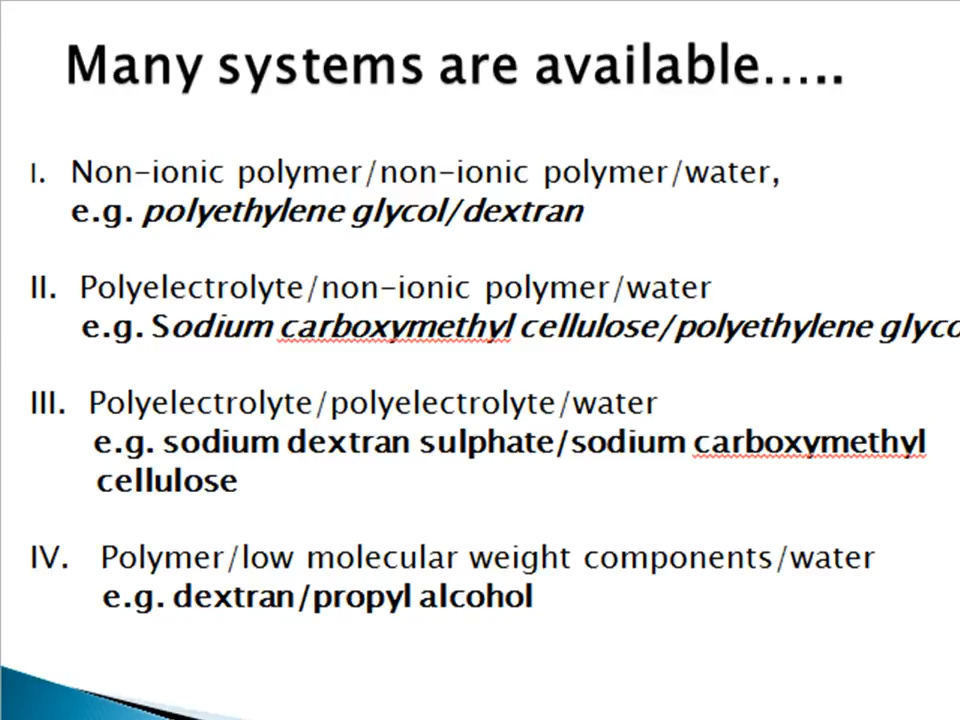 Many systems are available.....
I. Non-ionic polymer/non-ionic polymer/water,
e.g. polyethylene glycol/dextran
II. Polyelectrolyte/non-ionic polymer/water
e.g. Sodium carboxymethyl cellulose/polyethylene glyco
III. Polyelectrolyte/polyelectrolyte/water
e.g. sodium dextran sulphate/sodium carboxymethyl
cellulose
IV. Polymer/low molecular weight components/water
e.g. dextran/propyl alcohol